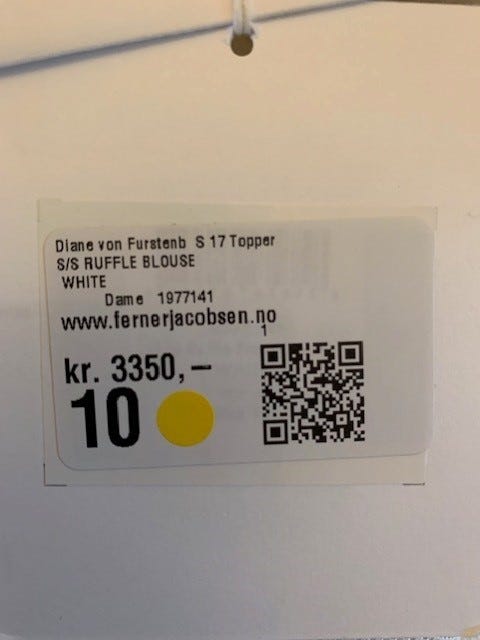 Diane von Furstenb S 17 Topper
S/S RUFFLE BLOUSE
WHITE
Dame 1977141
www.fernerjacobsen.no
1
kr. 3350,–
10